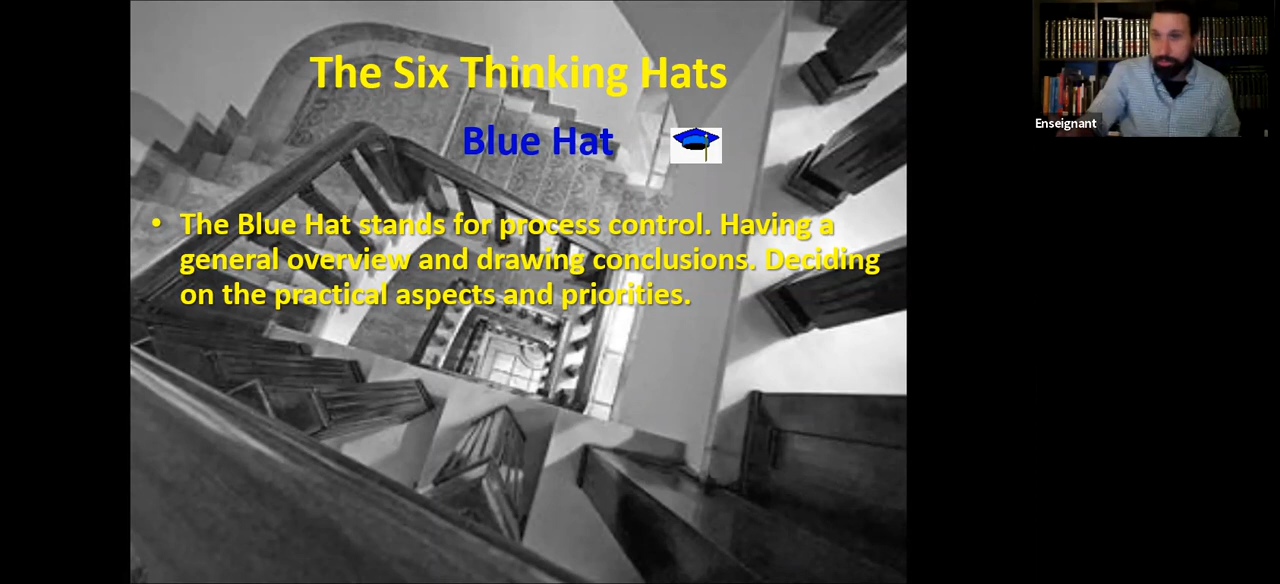 The Six Thinking Hats
Blue Hat
• The Blue Hat stands for process control. Having a
general overview and drawing conclusions. Deciding
on the practical aspects and priorities.
Enseignant